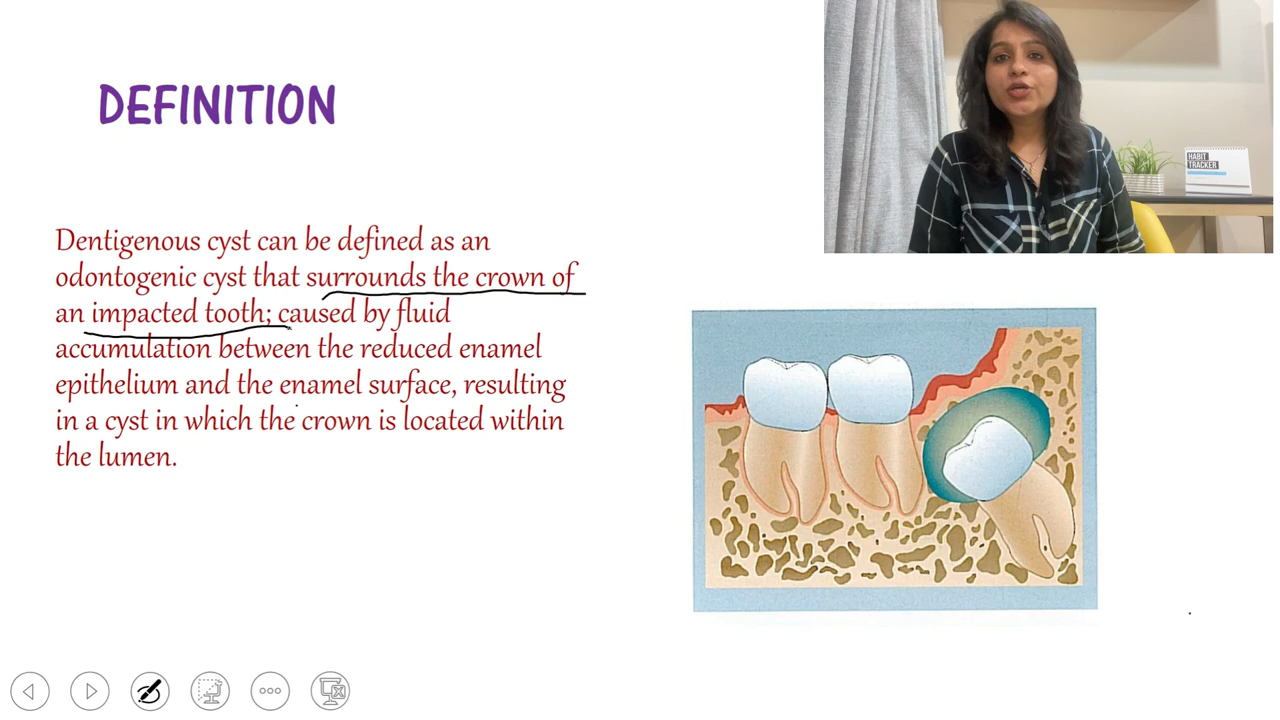 DEFINITION
Dentigenous cyst can be defined as an
odontogenic cyst that surrounds the crown of
an impacted tooth; caused by fluid
accumulation between the reduced enamel
epithelium and the enamel surface, resulting
in a cyst in which the crown is located within
the lumen.
HABIT
TRACKER